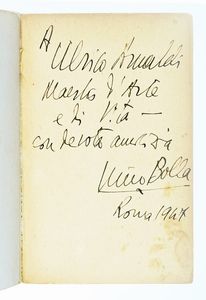 A
Ulrico Arnaldi
Maestro d'Arte
e di Vita —
con devota amicizia
Nino Bolla
Roma 1947